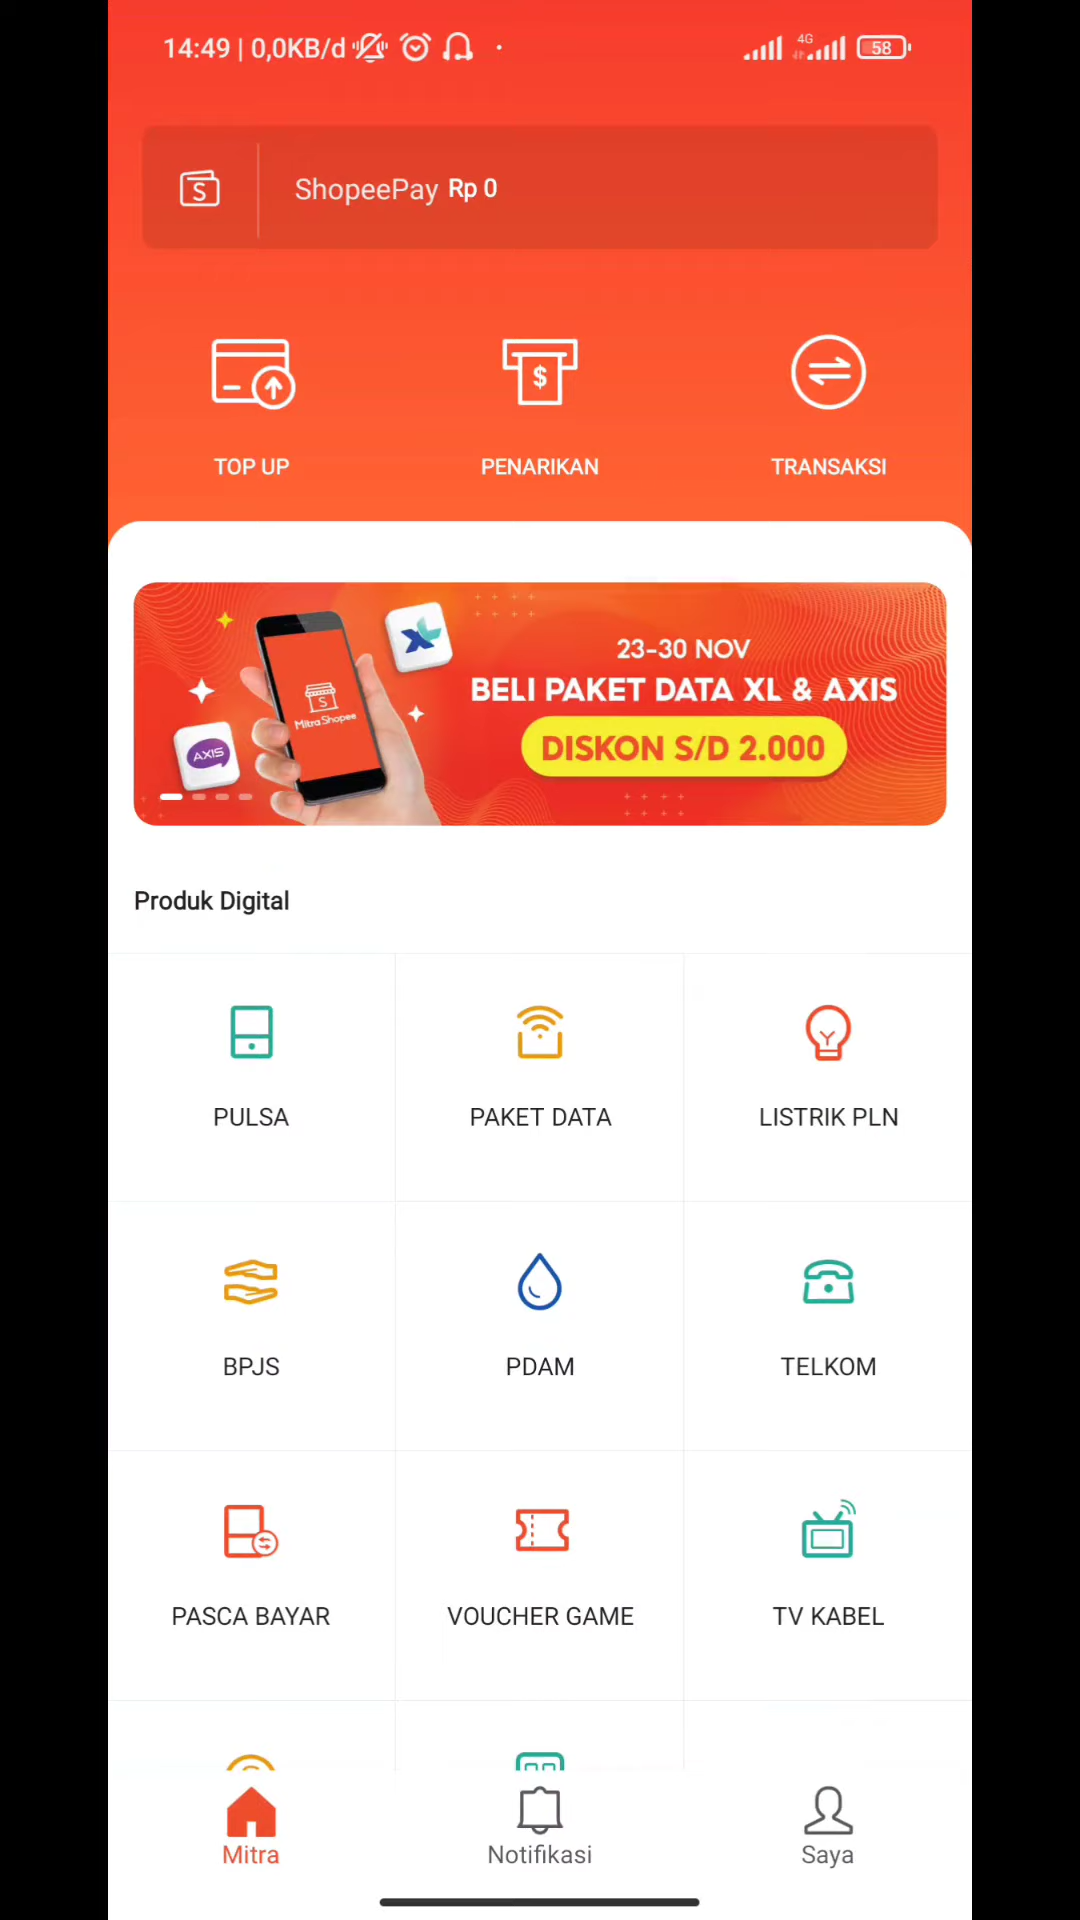 14:49 | 0,0KB/d 4G 58
ShopeePay Rp 0
TOP UP PENARIKAN TRANSAKSI
23-30 NOV
BELI PAKET DATA XL & AXIS
DISKON S/D 2.000
XL
Mitra Shopee
AXIS
Produk Digital
PULSA PAKET DATA LISTRIK PLN
BPJS PDAM TELKOM
PASCA BAYAR VOUCHER GAME TV KABEL
Mitra Notifikasi Saya